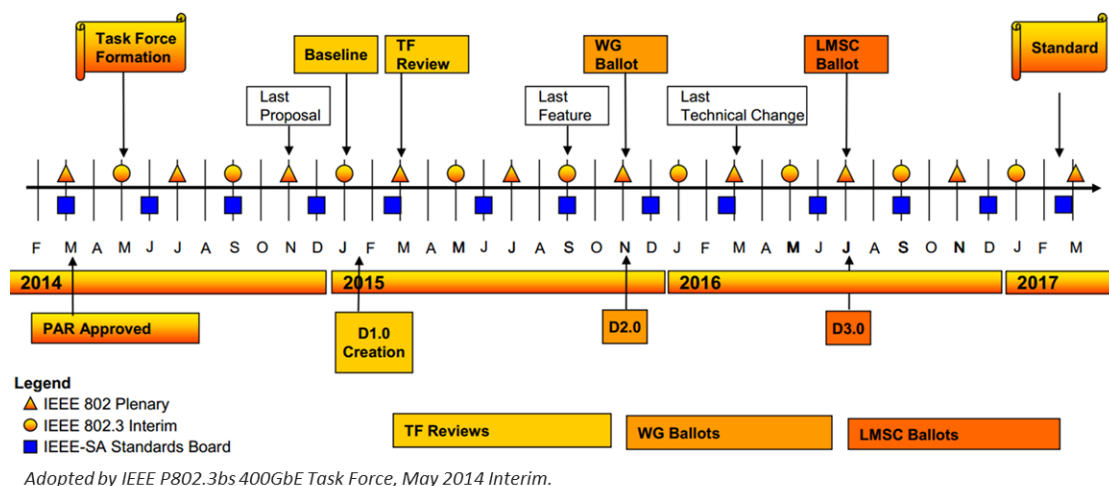 Task Force
Formation
Baseline
TF
Review
WG
Ballot
LMSC
Ballot
Standard
Last
Proposal
Last
Feature
Last
Technical Change
F M A M J J A S O N D J F M A M J J A S O N D J F M A M J J A S O N D J F M
2014 2015 2016 2017
PAR Approved
D1.0
Creation
D2.0
D3.0
Legend
IEEE 802 Plenary
IEEE 802.3 Interim
IEEE-SA Standards Board
TF Reviews
WG Ballots
LMSC Ballots
Adopted by IEEE P802.3bs 400GbE Task Force, May 2014 Interim.